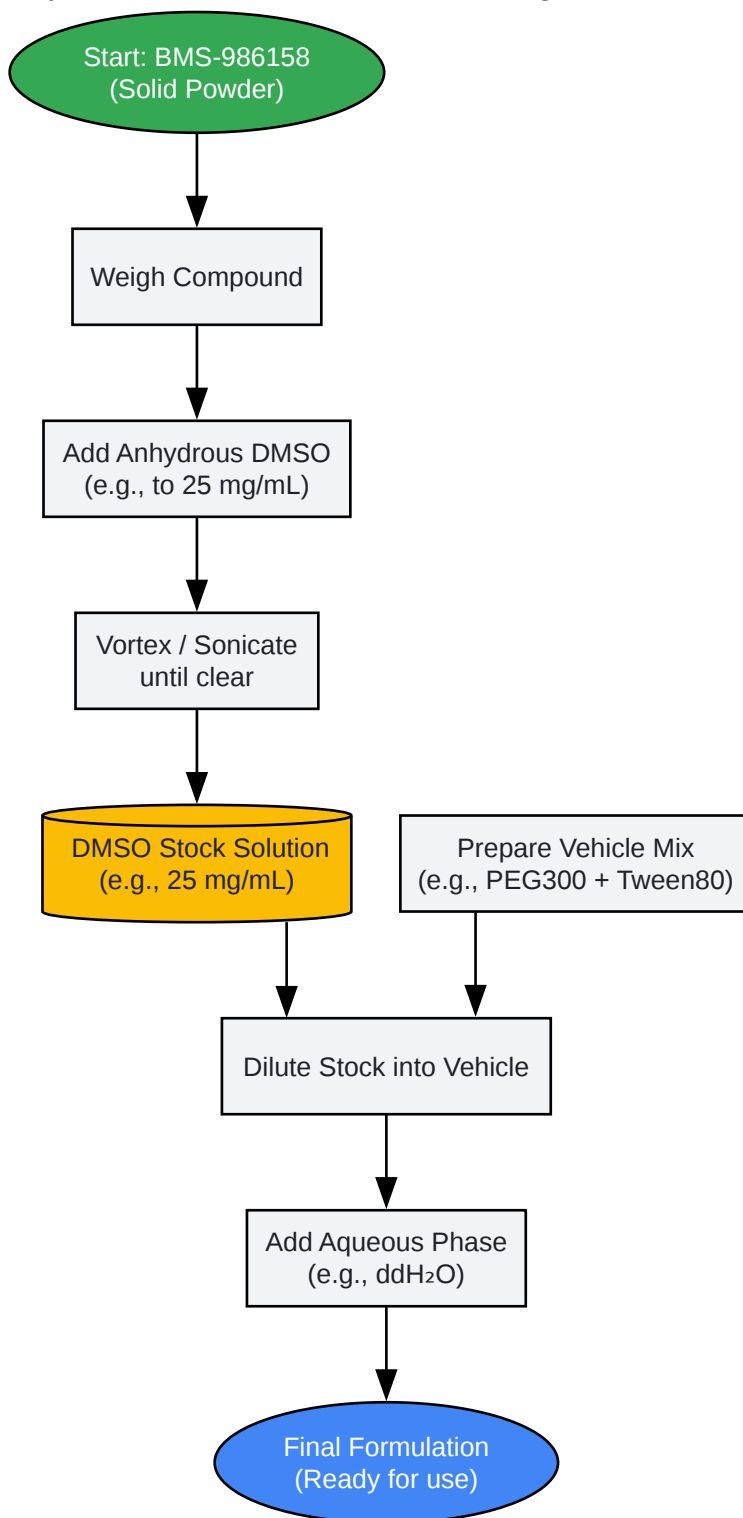 Start: BMS-986158
(Solid Powder)
Weigh Compound
Add Anhydrous DMSO
(e.g., to 25 mg/mL)
Vortex / Sonicate
until clear
DMSO Stock Solution
(e.g., 25 mg/mL)
Prepare Vehicle Mix
(e.g., PEG300 + Tween80)
Dilute Stock into Vehicle
Add Aqueous Phase
(e.g., ddH₂O)
Final Formulation
(Ready for use)